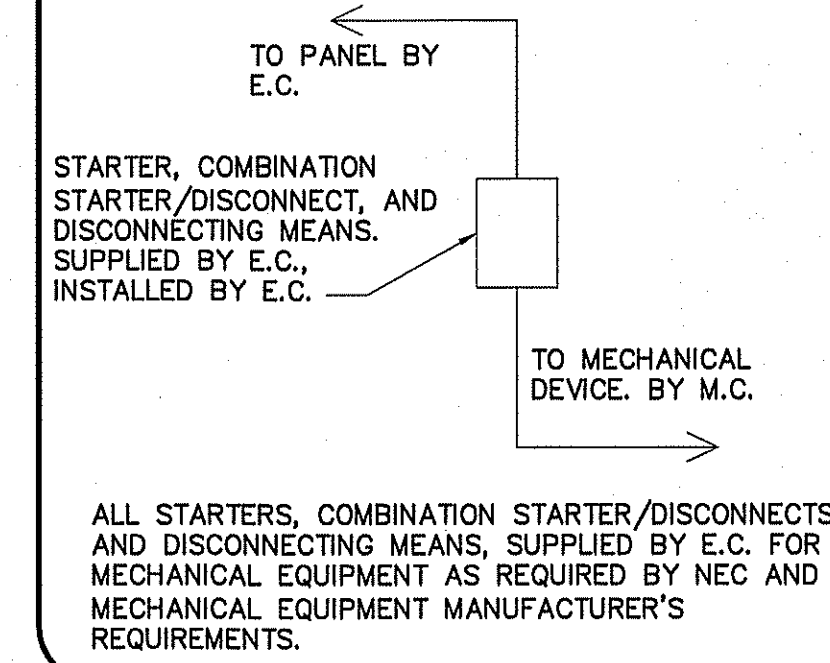 TO PANEL BY
E.C.
STARTER, COMBINATION
STARTER/DISCONNECT, AND
DISCONNECTING MEANS.
SUPPLIED BY E.C.,
INSTALLED BY E.C.
TO MECHANICAL
DEVICE. BY M.C.
ALL STARTERS, COMBINATION STARTER/DISCONNECTS
AND DISCONNECTING MEANS, SUPPLIED BY E.C. FOR
MECHANICAL EQUIPMENT AS REQUIRED BY NEC AND
MECHANICAL EQUIPMENT MANUFACTURER'S
REQUIREMENTS.